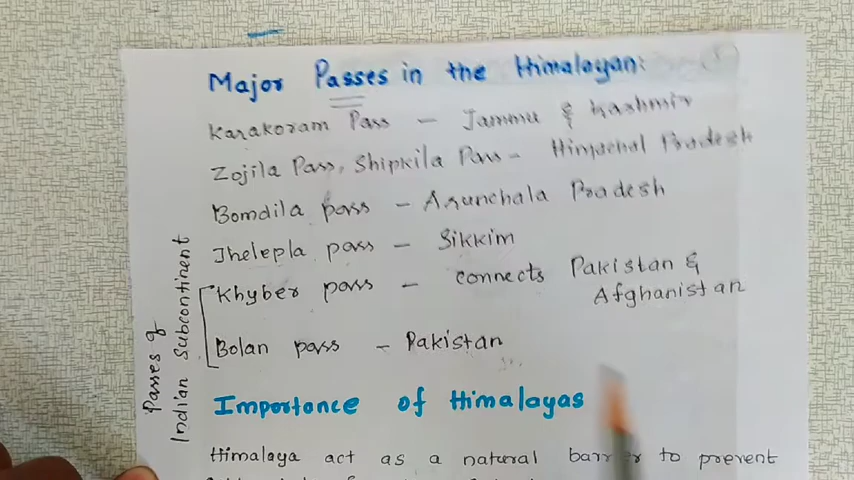 Major Passes in the Himalayan:
Karakoram Pass - Jammu & Kashmir
Zojila Pass, Shipkila Pass - Himachal Pradesh
Bomdila pass - Arunchala Pradesh
Jhelepla pass - Sikkim
Khyber pass - connects Pakistan &
Afghanistan
Bolan pass - Pakistan
Passes of
Indian Subcontinent
Importance of Himalayas
Himalaya act as a natural barrier to prevent